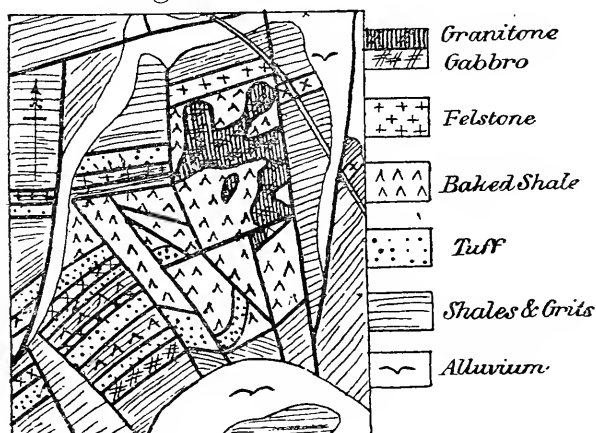 Granitone
Gabbro
Felstone
Baked Shale
Tuff
Shales & Grits
Alluvium.